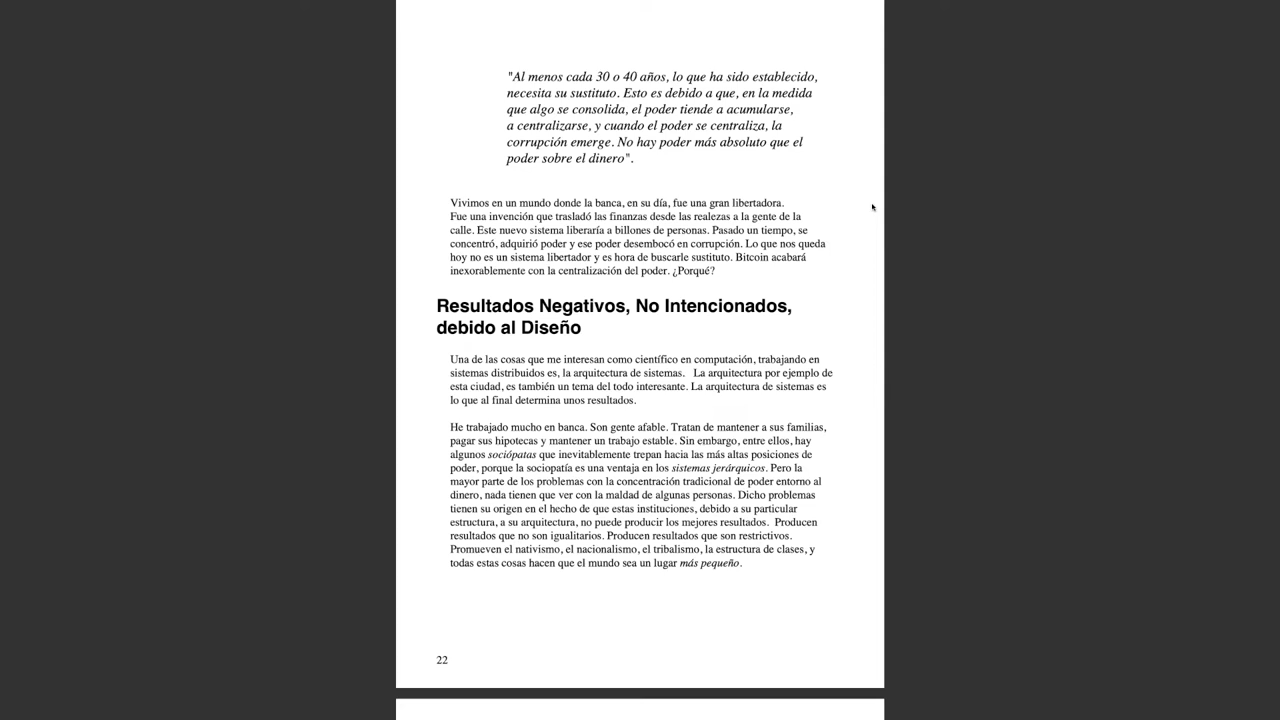 "Al menos cada 30 o 40 años, lo que ha sido establecido,
necesita su sustituto. Esto es debido a que, en la medida
que algo se consolida, el poder tiende a acumularse,
a centralizarse, y cuando el poder se centraliza, la
corrupción emerge. No hay poder más absoluto que el
poder sobre el dinero".
Vivimos en un mundo donde la banca, en su día, fue una gran libertadora.
Fue una invención que trasladó las finanzas desde las realezas a la gente de la
calle. Este nuevo sistema liberaría a billones de personas. Pasado un tiempo, se
concentró, adquirió poder y ese poder desembocó en corrupción. Lo que nos queda
hoy no es un sistema libertador y es hora de buscarle sustituto. Bitcoin acabará
inexorablemente con la centralización del poder. ¿Porqué?
Resultados Negativos, No Intencionados,
debido al Diseño
Una de las cosas que me interesan como científico en computación, trabajando en
sistemas distribuidos es, la arquitectura de sistemas.   La arquitectura por ejemplo de
esta ciudad, es también un tema del todo interesante. La arquitectura de sistemas es
lo que al final determina unos resultados.
He trabajado mucho en banca. Son gente afable. Tratan de mantener a sus familias,
pagar sus hipotecas y mantener un trabajo estable. Sin embargo, entre ellos, hay
algunos sociópatas que inevitablemente trepan hacia las más altas posiciones de
poder, porque la sociopatía es una ventaja en los sistemas jerárquicos. Pero la
mayor parte de los problemas con la concentración tradicional de poder entorno al
dinero, nada tienen que ver con la maldad de algunas personas. Dicho problemas
tienen su origen en el hecho de que estas instituciones, debido a su particular
estructura, a su arquitectura, no puede producir los mejores resultados.  Producen
resultados que no son igualitarios. Producen resultados que son restrictivos.
Promueven el nativismo, el nacionalismo, el tribalismo, la estructura de clases, y
todas estas cosas hacen que el mundo sea un lugar más pequeño.
22